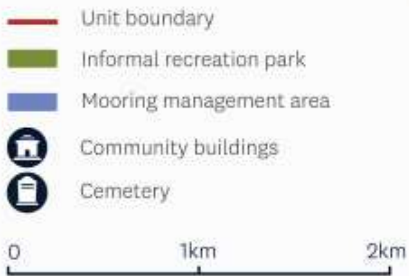 Unit boundary
Informal recreation park
Mooring management area
Community buildings
Cemetery
0 1km 2km